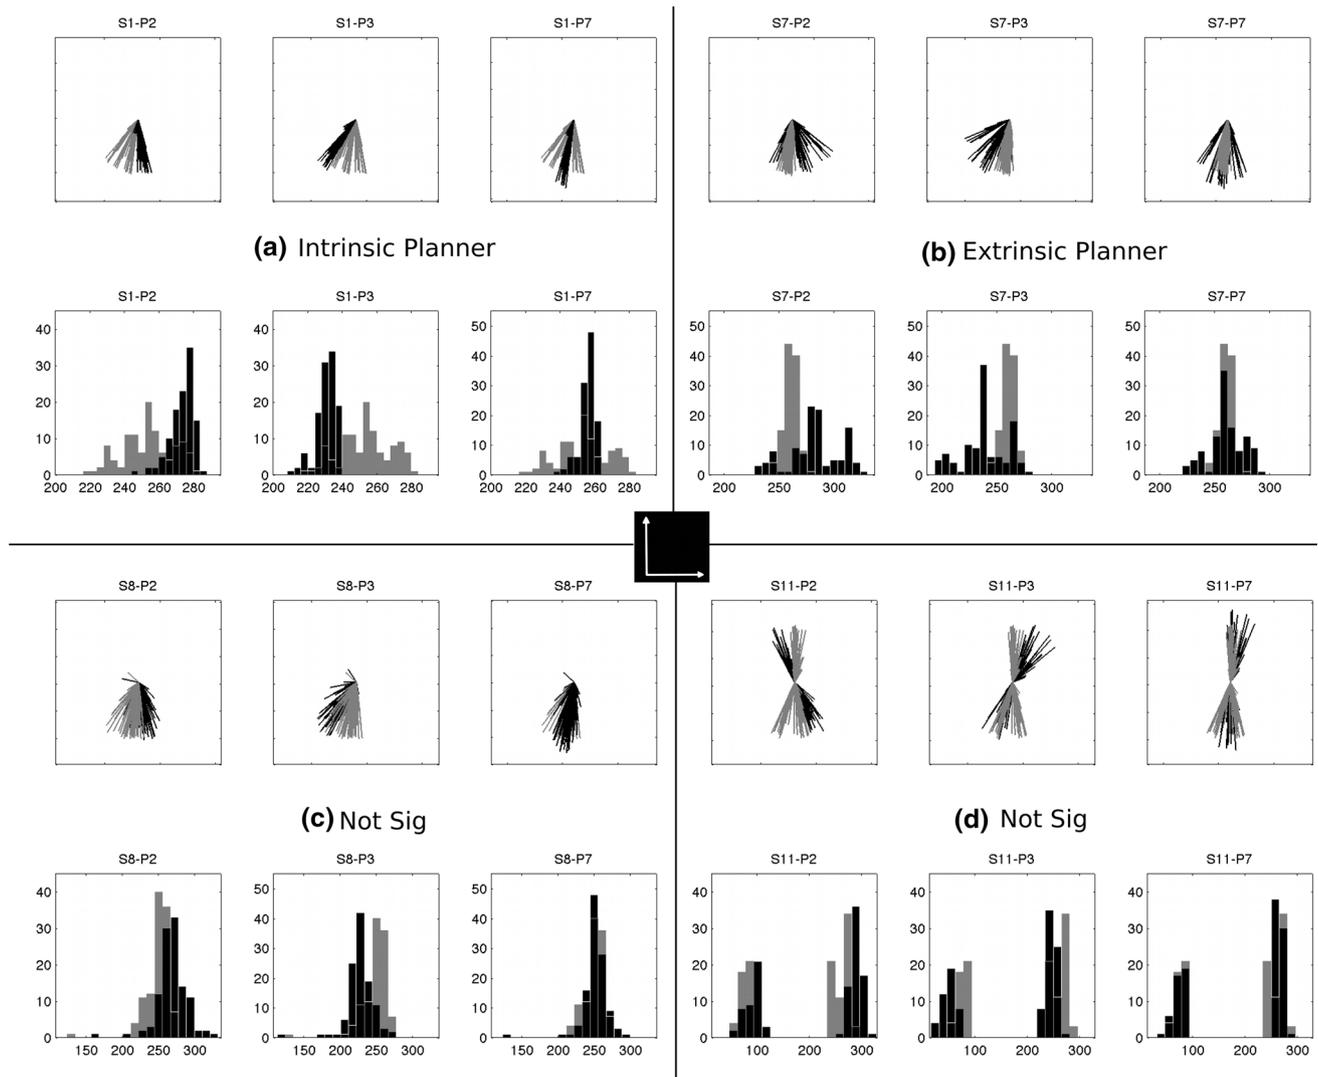 S1-P2 S1-P3 S1-P7 S7-P2 S7-P3 S7-P7
(a) Intrinsic Planner
(b) Extrinsic Planner
S1-P2 S1-P3 S1-P7 S7-P2 S7-P3 S7-P7
40 40 50 50 50 50
30 30 40 40 40 40
20 20 30 30 30 30
10 10 20 20 20 20
0 0 10 10 10 10
0 0 0 0
200 220 240 260 280 200 220 240 260 280 200 220 240 260 280 200 250 300 200 250 300 200 250 300
S8-P2 S8-P3 S8-P7 S11-P2 S11-P3 S11-P7
(c) Not Sig
(d) Not Sig
S8-P2 S8-P3 S8-P7 S11-P2 S11-P3 S11-P7
40 50 50 40 40 40
30 40 40 30 30 30
20 30 30 20 20 20
10 20 20 10 10 10
0 10 10 0 0 0
0 0
150 200 250 300 150 200 250 300 150 200 250 300 100 200 300 100 200 300 100 200 300